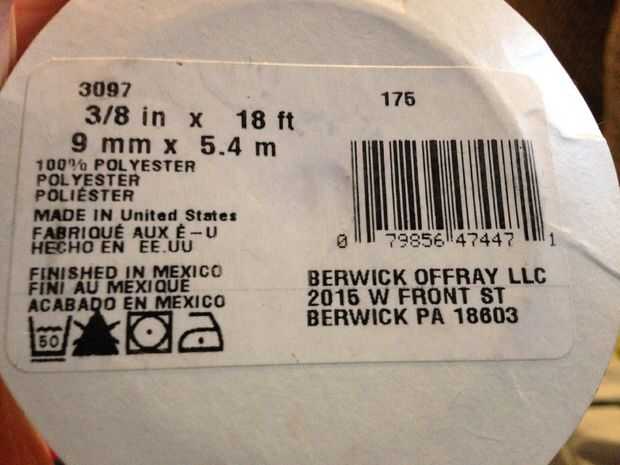 3097
3/8 in x 18 ft
9 mm x 5.4 m
100% POLYESTER
POLYESTER
POLIÉSTER
MADE IN United States
FABRIQUÉ AUX É-U
HECHO EN EE.UU
FINISHED IN MEXICO
FINI AU MEXIQUE
ACABADO EN MEXICO
50
175
0 79856 47447 1
BERWICK OFFRAY LLC
2015 W FRONT ST
BERWICK PA 18603